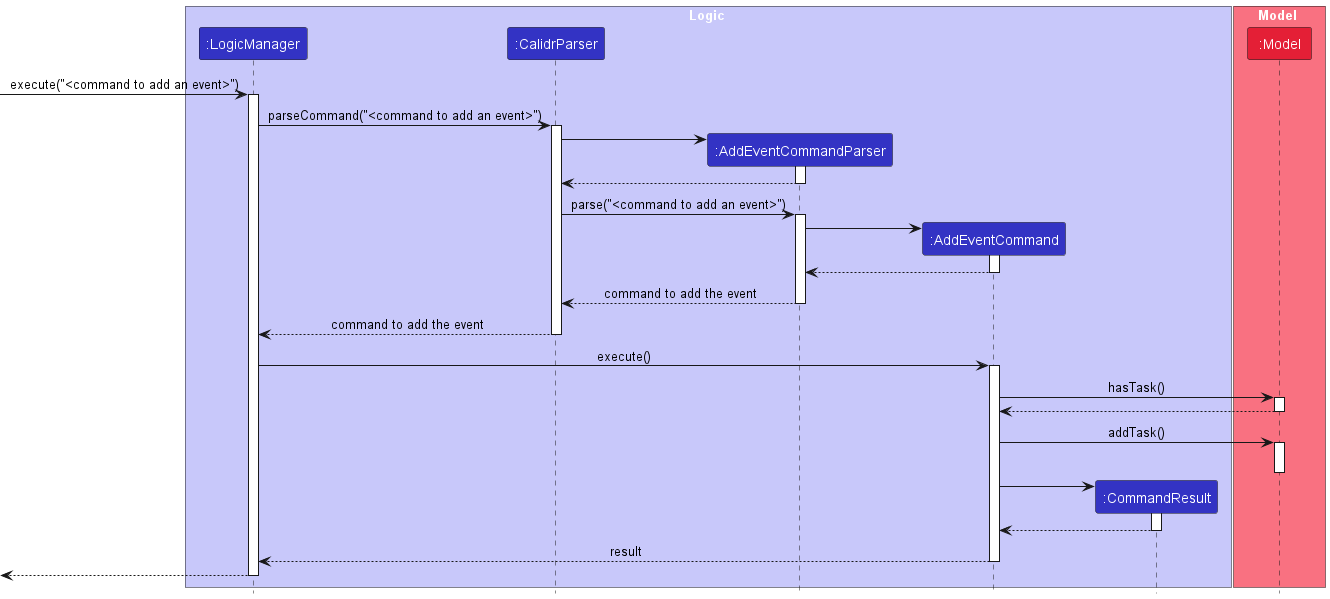 Logic
Model
:LogicManager
:CalidrParser
:Model
execute("<command to add an event>")
parseCommand("<command to add an event>")
:AddEventCommandParser
parse("<command to add an event>")
:AddEventCommand
command to add the event
command to add the event
execute()
hasTask()
addTask()
:CommandResult
result